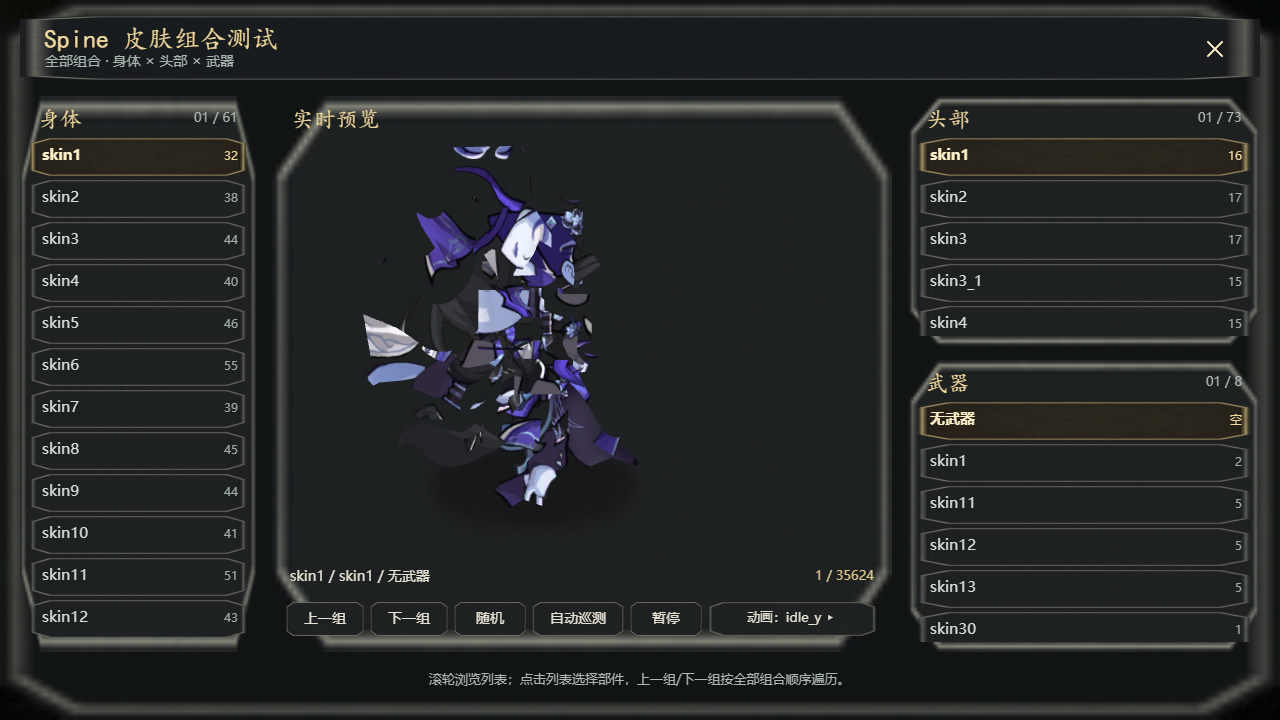 Spine 皮肤组合测试
全部组合 · 身体 × 头部 × 武器
身体 01 / 61
skin1 32
skin2 38
skin3 44
skin4 40
skin5 46
skin6 55
skin7 39
skin8 45
skin9 44
skin10 41
skin11 51
skin12 43
实时预览
skin1 / skin1 / 无武器 1 / 35624
上一组 下一组 随机 自动巡测 暂停 动画：idle_y ▸
头部 01 / 73
skin1 16
skin2 17
skin3 17
skin3_1 15
skin4 15
武器 01 / 8
无武器 空
skin1 2
skin11 5
skin12 5
skin13 5
skin30 1
滚轮浏览列表；点击列表选择部件，上一组/下一组按全部组合顺序遍历。